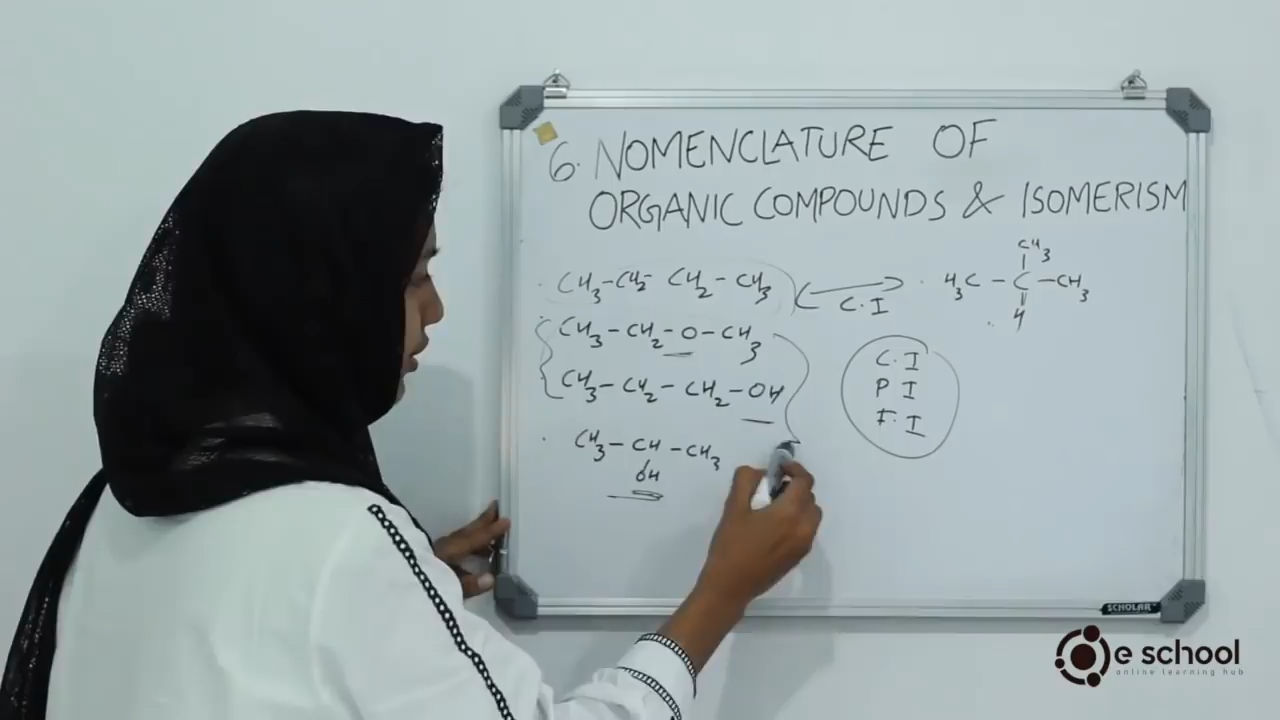 6. NOMENCLATURE OF
ORGANIC COMPOUNDS & ISOMERISM
CH3-CH2-CH2-CH3
C.I
CH3
H3C-C-CH3
H
CH3-CH2-O-CH3
CH3-CH2-CH2-OH
CH3-CH-CH3
OH
C.I
P I
F.I
SCHOLAR
e school
online learning hub